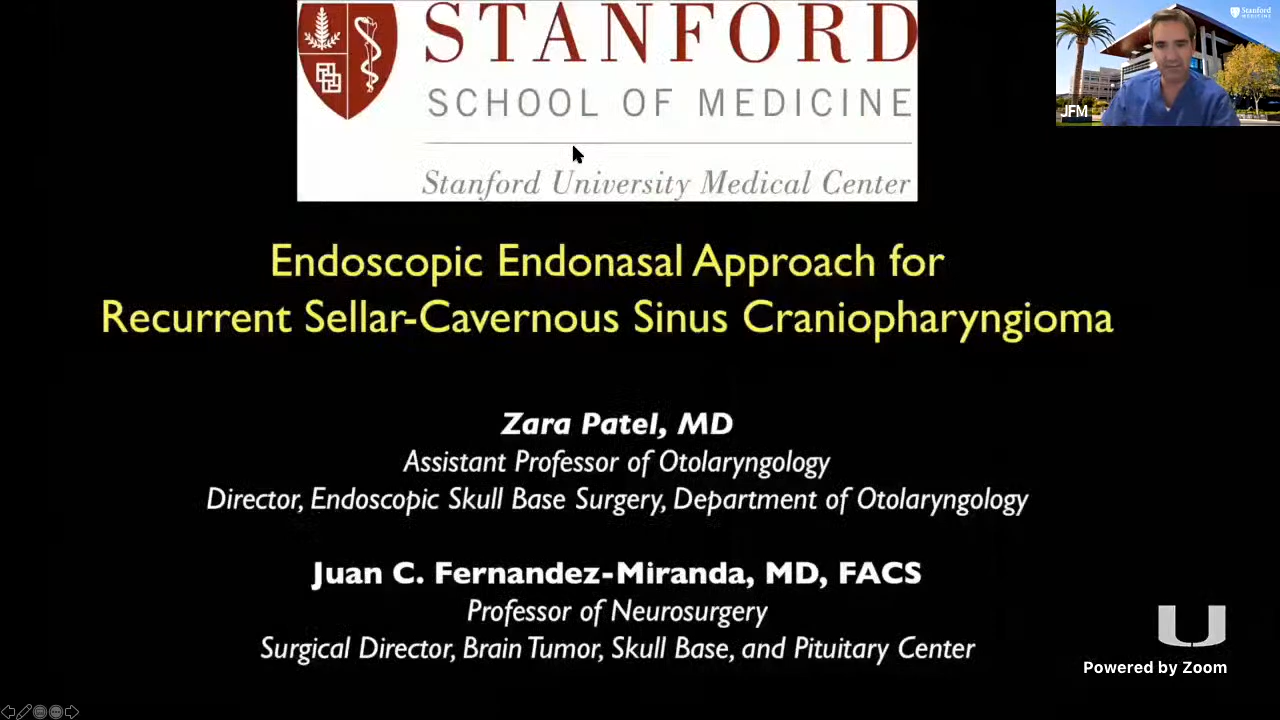 STANFORD
SCHOOL OF MEDICINE
Stanford University Medical Center
Stanford
MEDICINE
JFM
Endoscopic Endonasal Approach for
Recurrent Sellar-Cavernous Sinus Craniopharyngioma
Zara Patel, MD
Assistant Professor of Otolaryngology
Director, Endoscopic Skull Base Surgery, Department of Otolaryngology
Juan C. Fernandez-Miranda, MD, FACS
Professor of Neurosurgery
Surgical Director, Brain Tumor, Skull Base, and Pituitary Center
U
Powered by Zoom